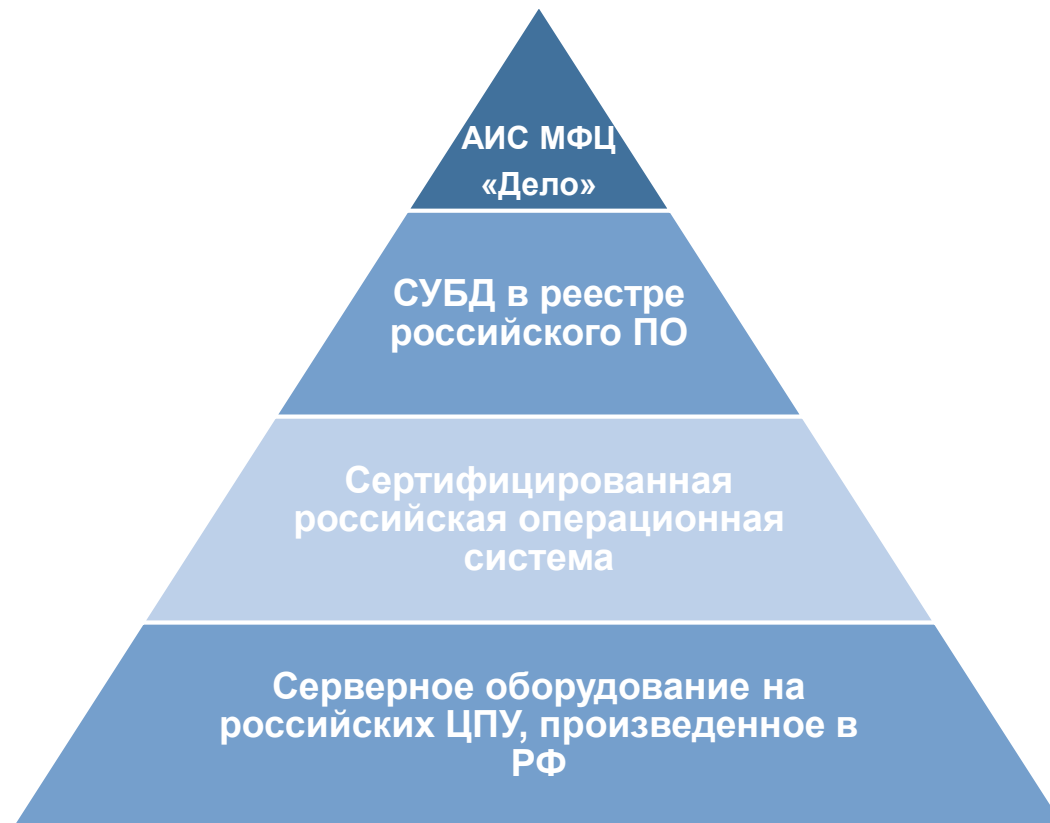 АИС МФЦ
«Дело»
СУБД в реестре
российского ПО
Сертифицированная
российская операционная
система
Серверное оборудование на
российских ЦПУ, произведенное в
РФ